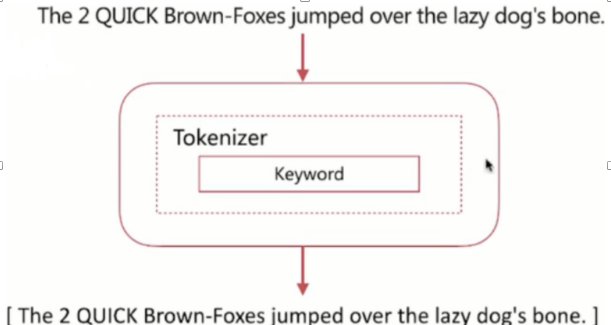 The 2 QUICK Brown-Foxes jumped over the lazy dog's bone.
Tokenizer
Keyword
[ The 2 QUICK Brown-Foxes jumped over the lazy dog's bone. ]